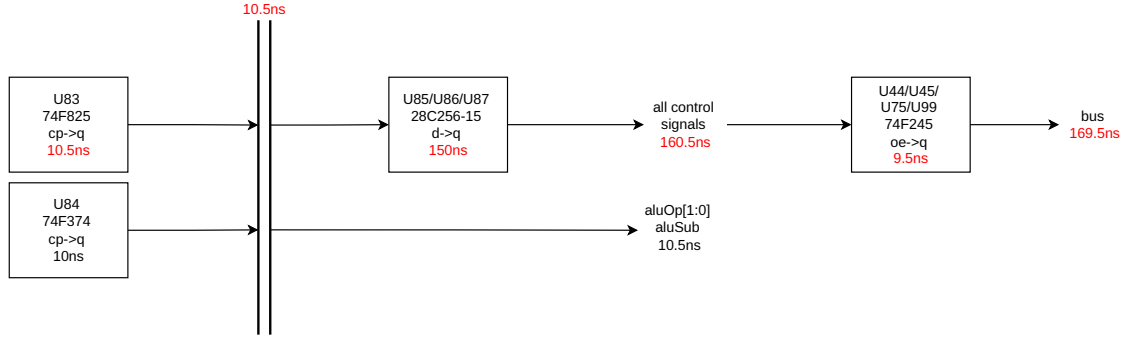 10.5ns
U83
74F825
cp->q
10.5ns
U85/U86/U87
28C256-15
d->q
150ns
all control
signals
160.5ns
U44/U45/
U75/U99
74F245
oe->q
9.5ns
bus
169.5ns
U84
74F374
cp->q
10ns
aluOp[1:0]
aluSub
10.5ns